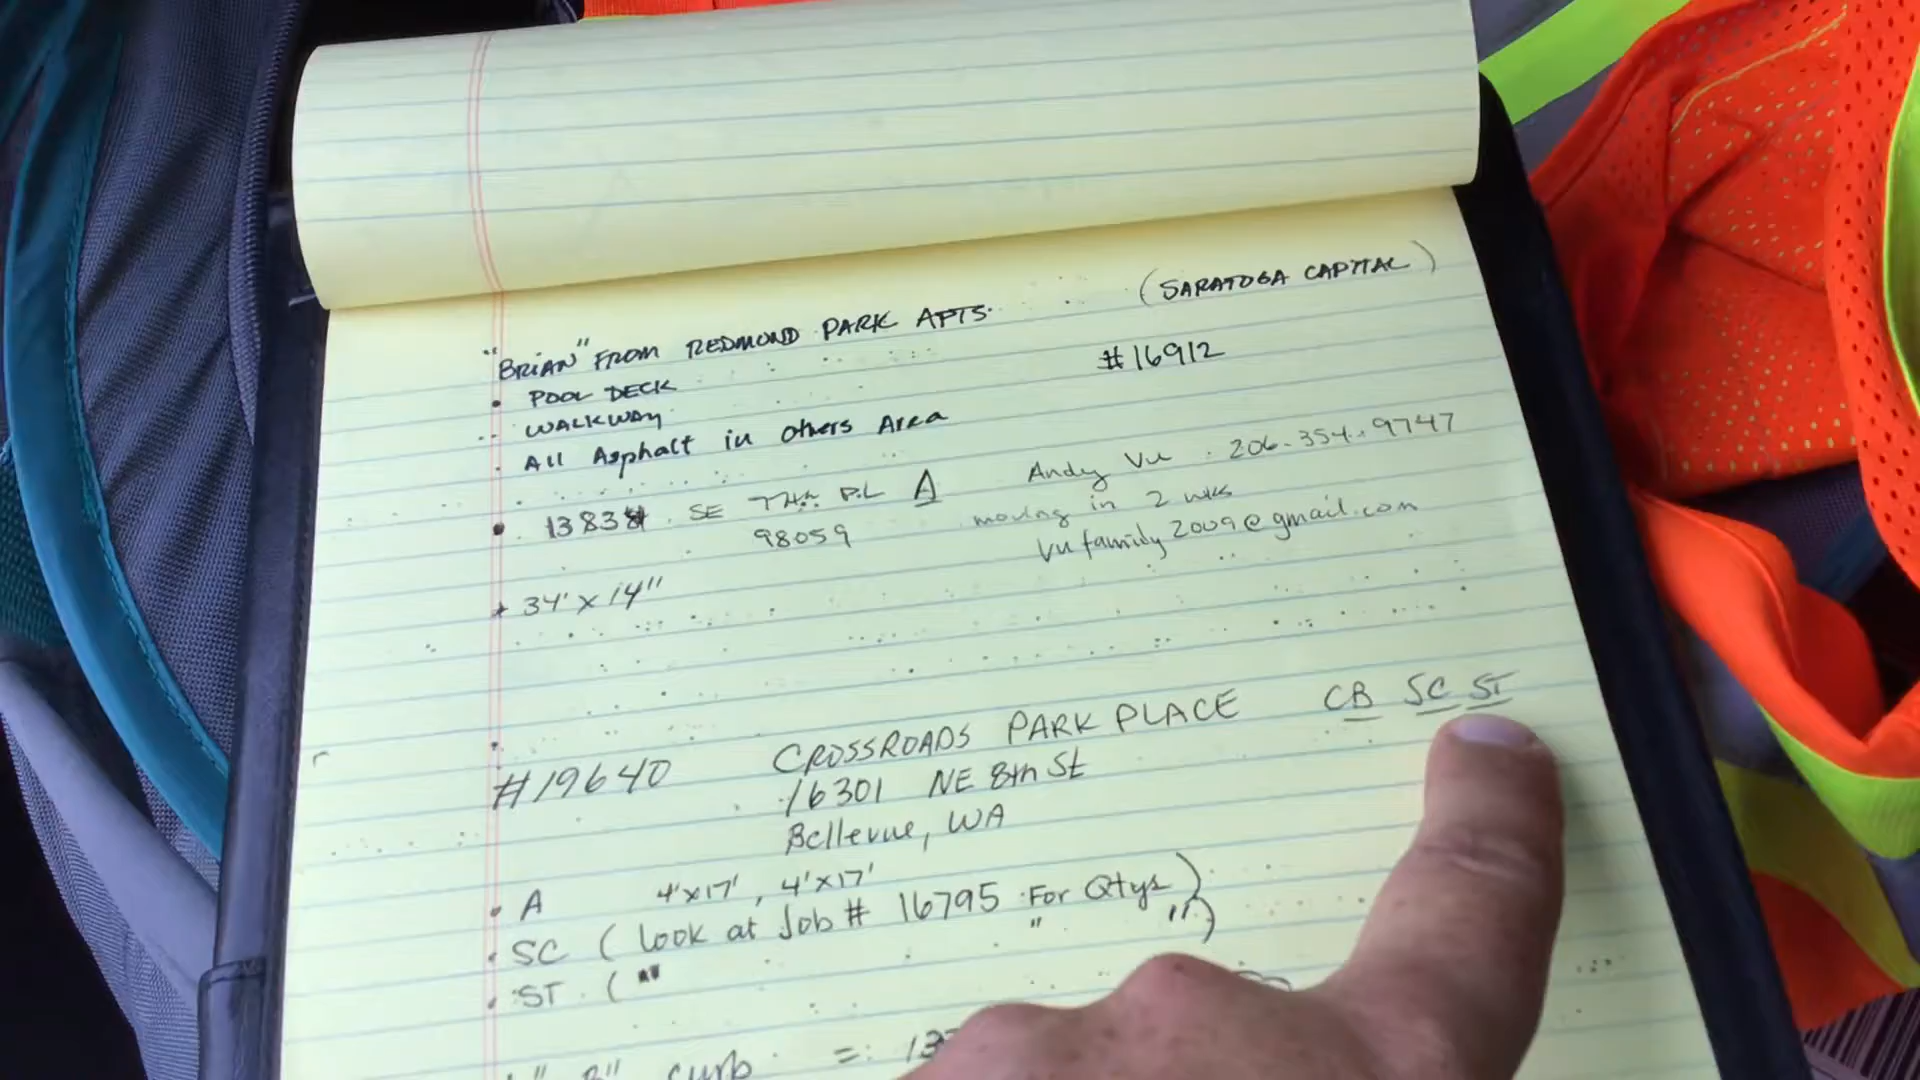 "BRIAN" FROM REDMOND PARK APTS. (SARATOGA CAPITAL)
• POOL DECK #16912
·· WALKWAY
· All Asphalt in others Area
• 13838 SE 7th PL A Andy Vu 206-354-9747
98059 moving in 2 wks
vufamily2009@gmail.com
34' x 14"
#19640 CROSSROADS PARK PLACE CB SC ST
16301 NE 8th St
Bellevue, WA
• A 4'x17', 4'x17'
• SC ( look at Job # 16795 For Qtys )
• ST ( " " " )
curb =